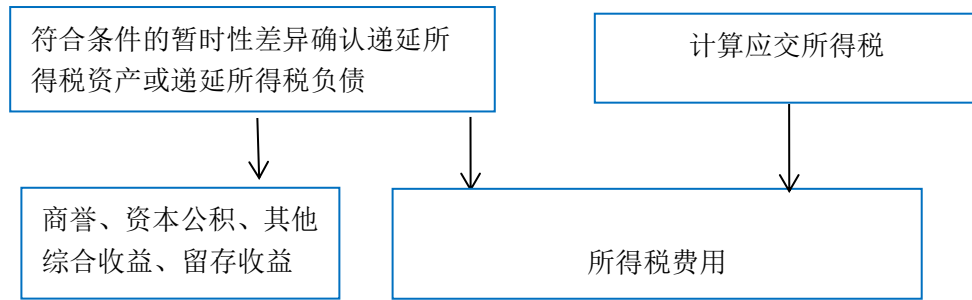 符合条件的暂时性差异确认递延所
得税资产或递延所得税负债
计算应交所得税
商誉、资本公积、其他
综合收益、留存收益
所得税费用